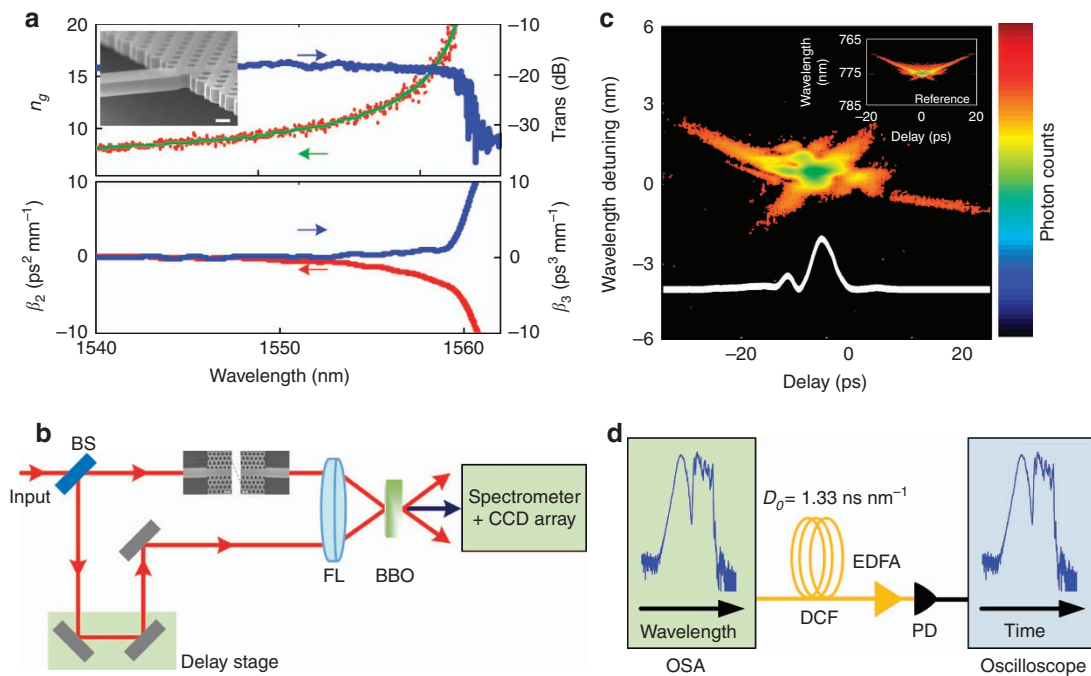 a
20
15
10
n_g
−10
−20
−30
Trans (dB)
10
0
−10
β₂ (ps² mm⁻¹)
10
0
−10
β₃ (ps³ mm⁻¹)
1540
1550
1560
Wavelength (nm)
c
6
3
0
−3
−6
Wavelength detuning (nm)
−20
0
20
Delay (ps)
765
775
785
Wavelength
(nm)
Reference
−20
0
20
Delay (ps)
Photon counts
b
BS
Input
Delay stage
FL
BBO
Spectrometer
+ CCD array
d
Wavelength
OSA
D₀= 1.33 ns nm⁻¹
DCF
EDFA
PD
Time
Oscilloscope